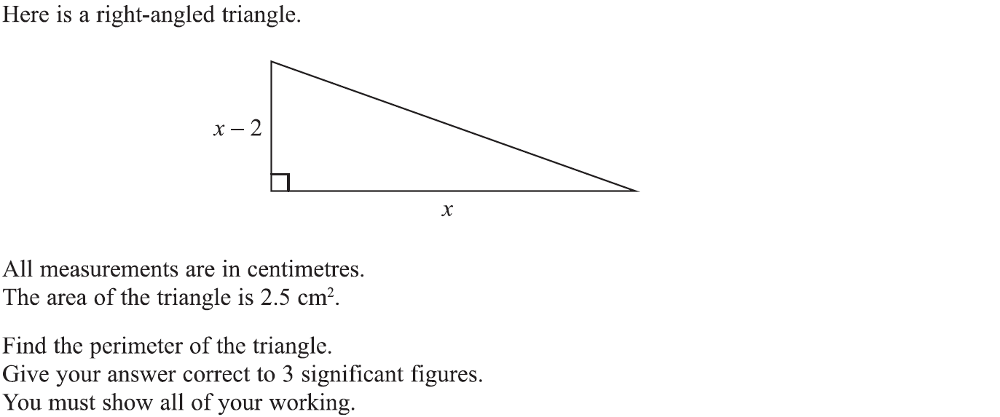 Here is a right-angled triangle.
x – 2
x
All measurements are in centimetres.
The area of the triangle is 2.5 cm².
Find the perimeter of the triangle.
Give your answer correct to 3 significant figures.
You must show all of your working.